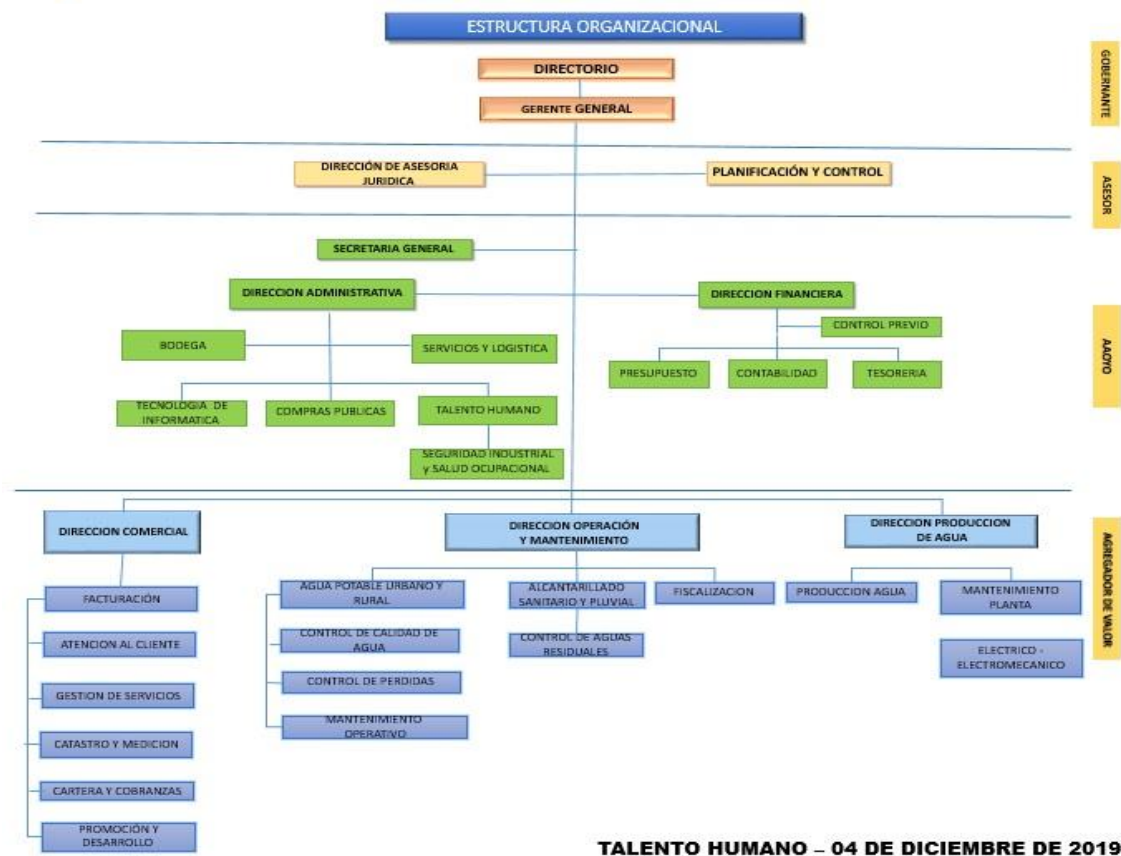 ESTRUCTURA ORGANIZACIONAL
DIRECTORIO
GERENTE GENERAL
GOBERNANTE
DIRECCIÓN DE ASESORIA
JURIDICA
PLANIFICACIÓN Y CONTROL
ASESOR
SECRETARIA GENERAL
DIRECCION ADMINISTRATIVA
DIRECCION FINANCIERA
CONTROL PREVIO
BODEGA
SERVICIOS Y LOGISTICA
PRESUPUESTO
CONTABILIDAD
TESORERIA
AAOYO
TECNOLOGIA DE
INFORMATICA
COMPRAS PUBLICAS
TALENTO HUMANO
SEGURIDAD INDUSTRIAL
y SALUD OCUPACIONAL
DIRECCION COMERCIAL
DIRECCION OPERACIÓN
Y MANTENIMIENTO
DIRECCION PRODUCCION
DE AGUA
AGREGADOR DE VALOR
FACTURACIÓN
ATENCION AL CLIENTE
GESTION DE SERVICIOS
CATASTRO Y MEDICION
CARTERA Y COBRANZAS
PROMOCIÓN Y
DESARROLLO
AGUA POTABLE URBANO Y
RURAL
CONTROL DE CALIDAD DE
AGUA
CONTROL DE PERDIDAS
MANTENIMIENTO
OPERATIVO
ALCANTARILLADO
SANITARIO Y PLUVIAL
CONTROL DE AGUAS
RESIDUALES
FISCALIZACION
PRODUCCION AGUA
MANTENIMIENTO
PLANTA
ELECTRICO -
ELECTROMECANICO
TALENTO HUMANO – 04 DE DICIEMBRE DE 2019